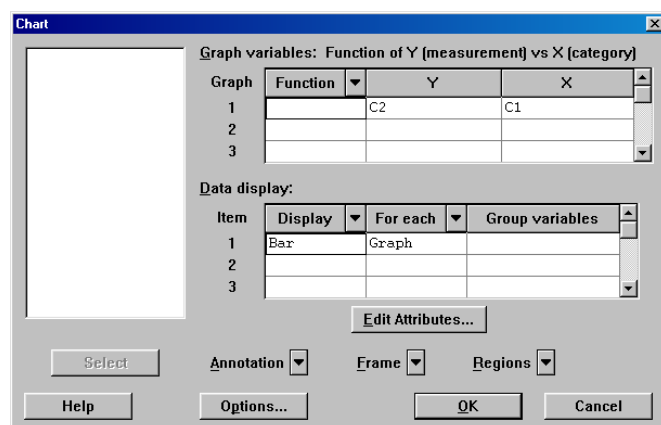 Chart
Graph variables: Function of Y (measurement) vs X (category)
Graph Function Y X
1 C2 C1
2
3
Data display:
Item Display For each Group variables
1 Bar Graph
2
3
Edit Attributes...
Select Annotation Frame Regions
Help Options... OK Cancel